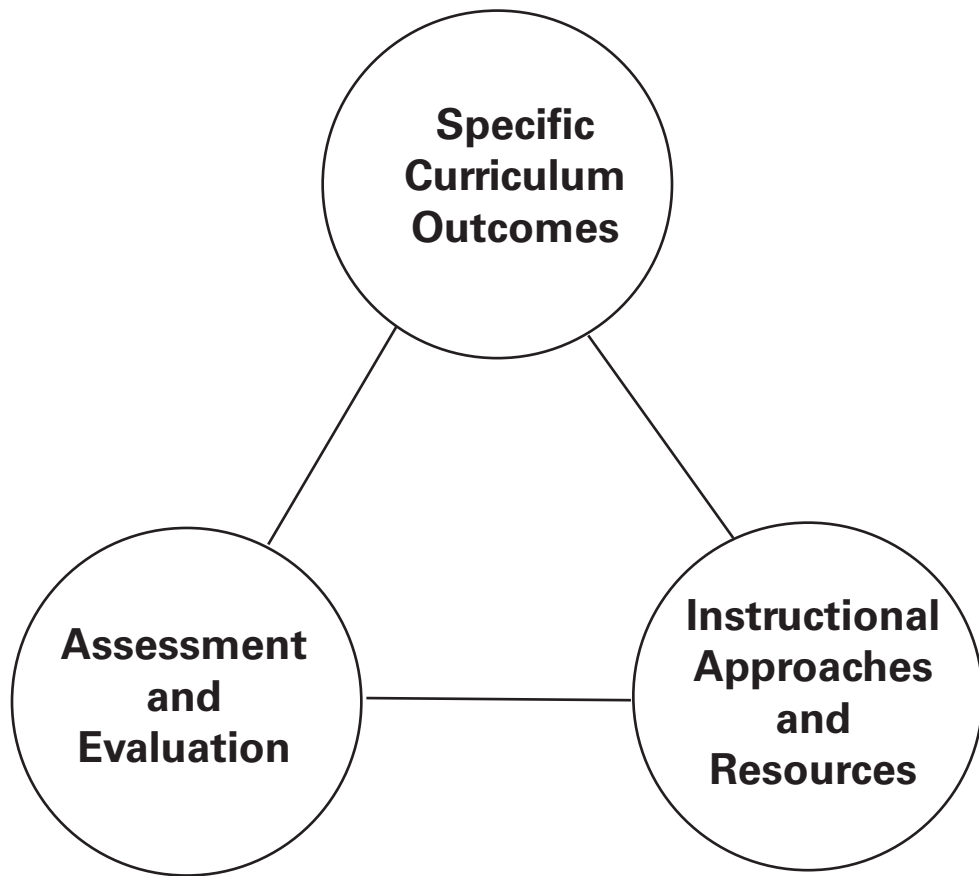 Specific
Curriculum
Outcomes
Assessment
and
Evaluation
Instructional
Approaches
and
Resources